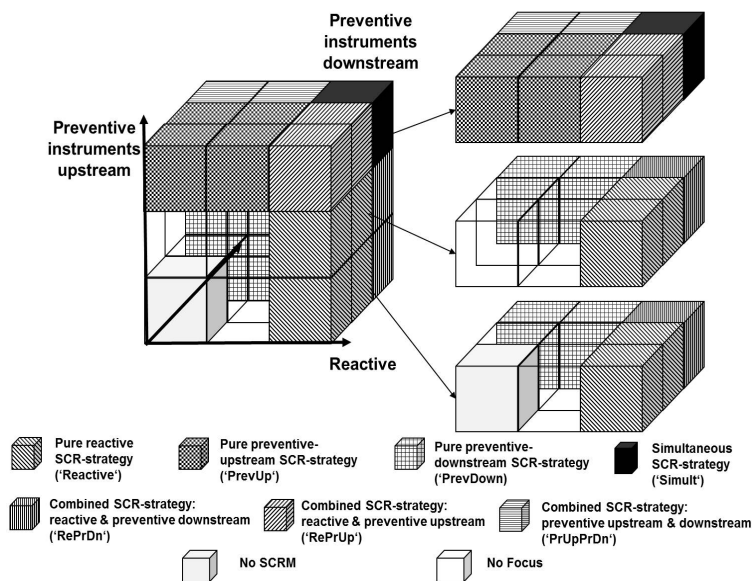 Preventive
instruments
downstream
Preventive
instruments
upstream
Reactive
Pure reactive
SCR-strategy
(‘Reactive‘)
Pure preventive-
upstream SCR-strategy
(‘PrevUp‘)
Pure preventive-
downstream SCR-strategy
(‘PrevDown)
Simultaneous
SCR-strategy
(‘Simult‘)
Combined SCR-strategy:
reactive & preventive downstream
(‘RePrDn‘)
Combined SCR-strategy:
reactive & preventive upstream
(‘RePrUp‘)
Combined SCR-strategy:
preventive upstream & downstream
(‘PrUpPrDn‘)
No SCRM
No Focus